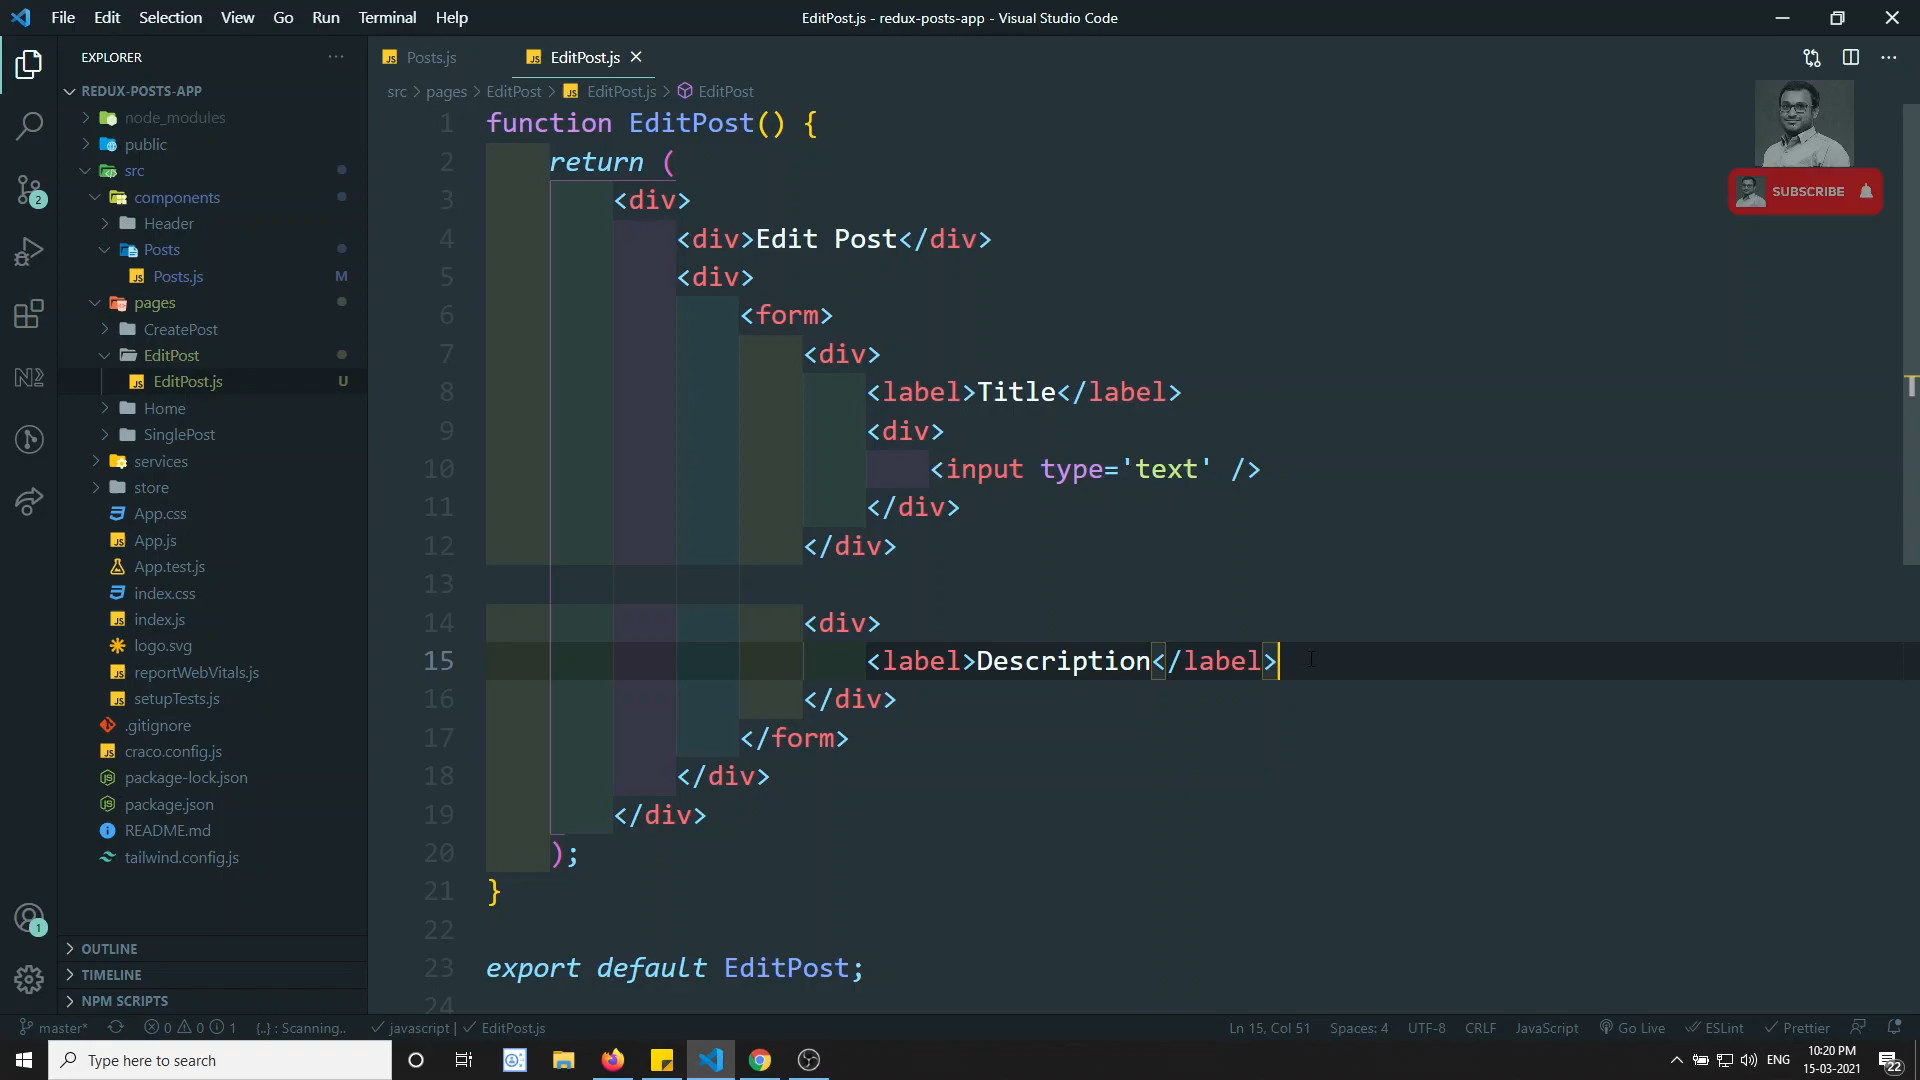 File Edit Selection View Go Run Terminal Help
EditPost.js - redux-posts-app - Visual Studio Code
EXPLORER
REDUX-POSTS-APP
node_modules
public
src
components
Header
Posts
Posts.js M
pages
CreatePost
EditPost
EditPost.js U
Home
SinglePost
services
store
App.css
App.js
App.test.js
index.css
index.js
logo.svg
reportWebVitals.js
setupTests.js
.gitignore
craco.config.js
package-lock.json
package.json
README.md
tailwind.config.js
OUTLINE
TIMELINE
NPM SCRIPTS
2
1
Posts.js EditPost.js
src > pages > EditPost > EditPost.js > EditPost
SUBSCRIBE
1 function EditPost() {
2 return (
3 <div>
4 <div>Edit Post</div>
5 <div>
6 <form>
7 <div>
8 <label>Title</label>
9 <div>
10 <input type='text' />
11 </div>
12 </div>
13
14 <div>
15 <label>Description</label>
16 </div>
17 </form>
18 </div>
19 </div>
20 );
21 }
22
23 export default EditPost;
24
master* 0 0 1 {..} : Scanning.. javascript | EditPost.js
Ln 15, Col 51 Spaces: 4 UTF-8 CRLF JavaScript Go Live ESLint Prettier
Type here to search
ENG
10:20 PM
15-03-2021
22